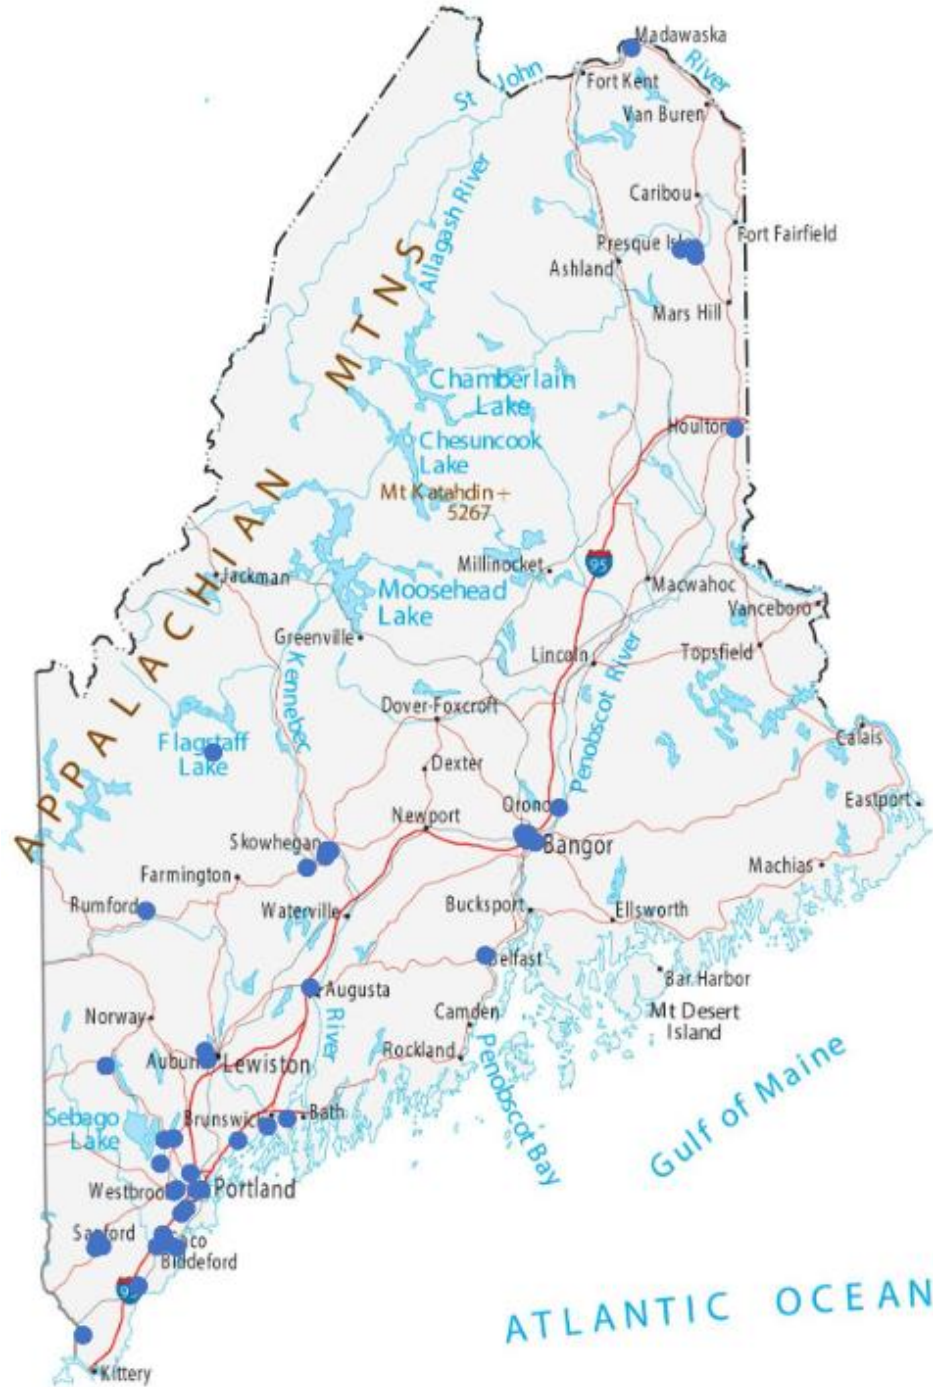 Madawaska
St John
River
Fort Kent
Van Buren
Allagash River
Caribou
Presque Isle
Fort Fairfield
Ashland
Mars Hill
APPALACHIAN MTNS
Chamberlain
Lake
Houlton
Chesuncook
Lake
Mt Katahdin +
5267
Millinocket
95
Jackman
Moosehead
Lake
Macwahoc
Vanceboro
Greenville
Kennebec
Lincoln
Penobscot River
Topsfield
Dover-Foxcroft
Calais
Flagstaff
Lake
Dexter
Orono
Eastport
Newport
Skowhegan
Bangor
Machias
Farmington
Rumford
Waterville
Bucksport
Ellsworth
Belfast
Bar Harbor
Augusta
Mt Desert
Island
Norway
River
Camden
Auburn
Lewiston
Rockland
Penobscot Bay
Gulf of Maine
Sebago
Lake
Brunswick
Bath
Westbrook
Portland
Sanford
Saco
Biddeford
ATLANTIC OCEAN
Kittery